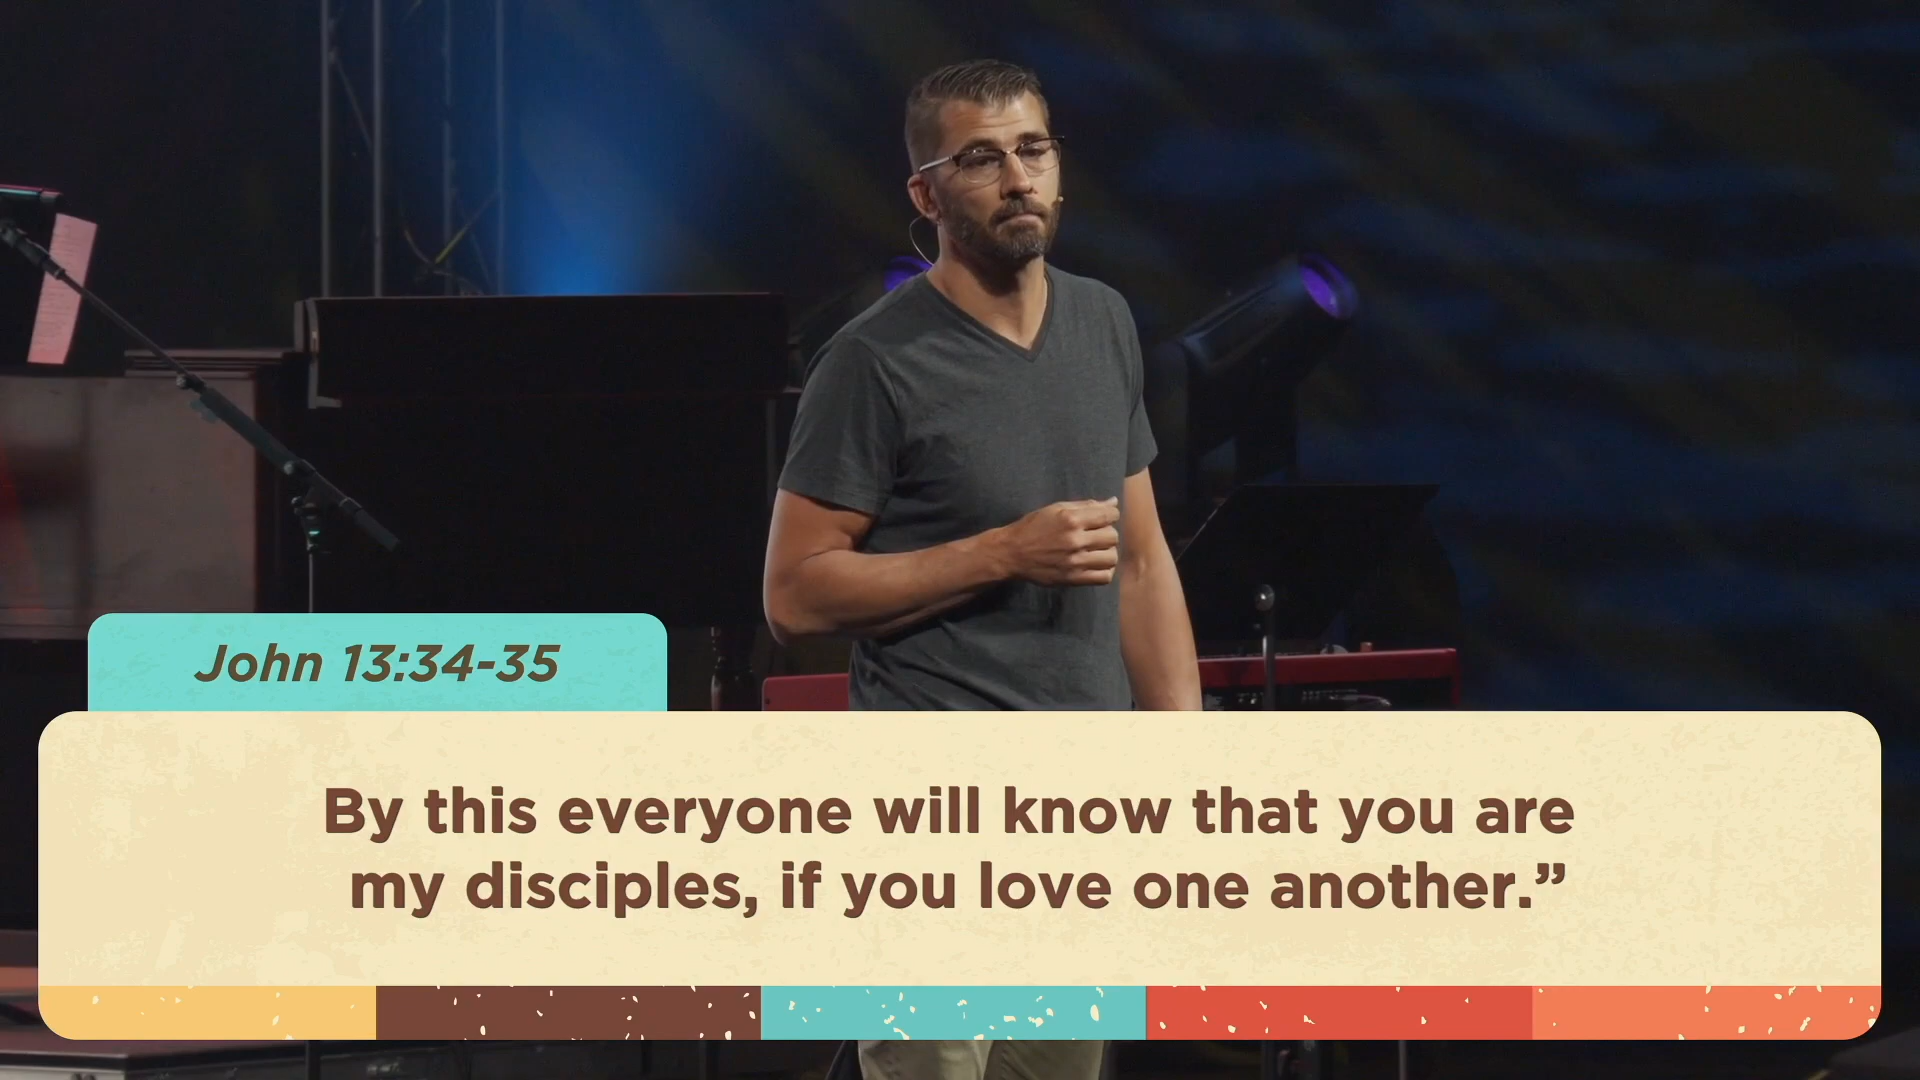 John 13:34-35
By this everyone will know that you are
my disciples, if you love one another.”